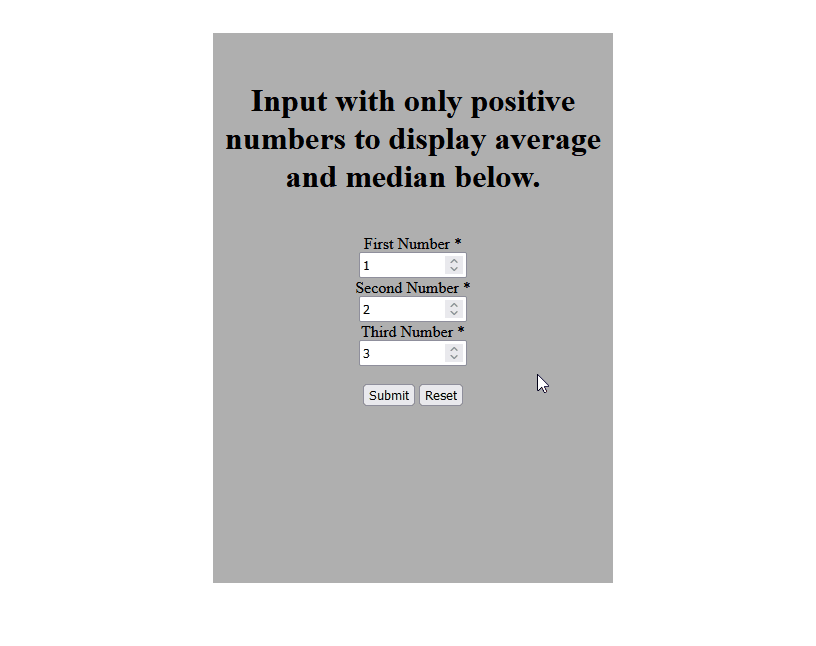 Input with only positive
numbers to display average
and median below.
First Number *
1
Second Number *
2
Third Number *
3
Submit Reset